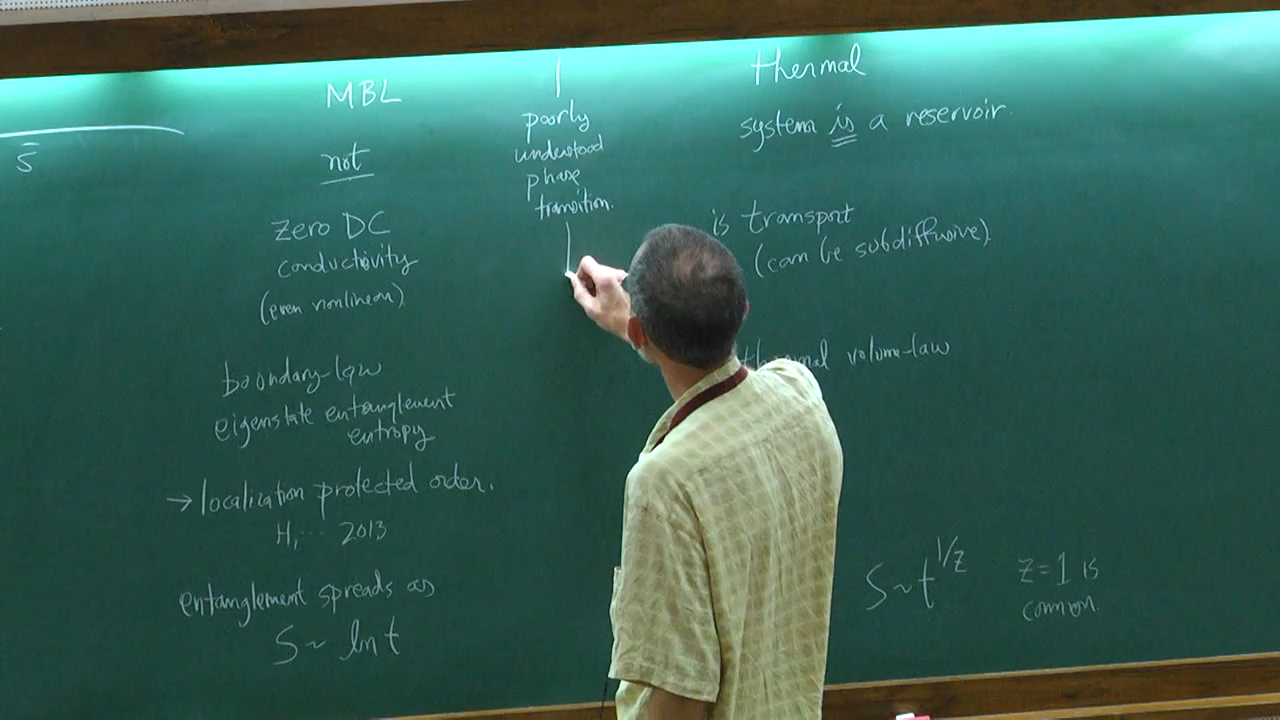 5
MBL
not
zero DC
conductivity
(even nonlinear)
boundary-law
eigenstate entanglement
entropy
→ localization protected order.
H, ... 2013
entanglement spreads as
S ~ ln t
poorly
understood
phase
transition.
thermal
system is a reservoir.
is transport
(can be subdiffusive)
thermal volume-law
S ~ t^{1/z}
z=1 is
common.